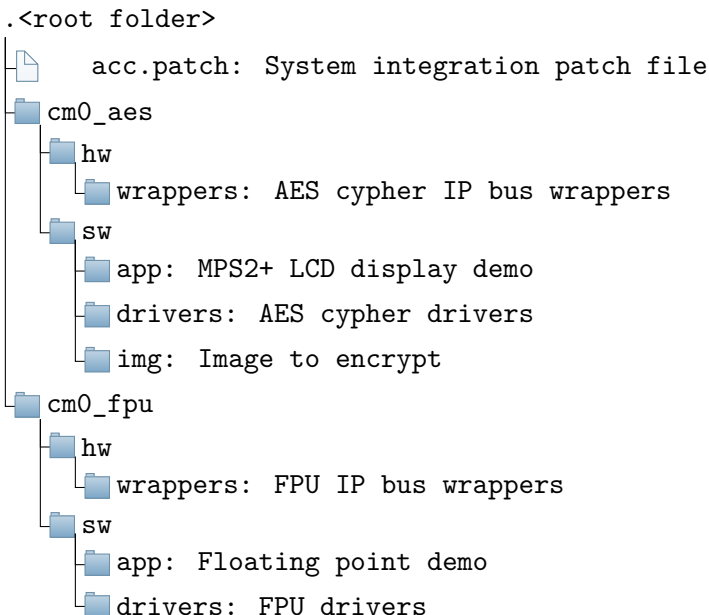 .<root folder>
acc.patch: System integration patch file
cm0_aes
hw
wrappers: AES cypher IP bus wrappers
sw
app: MPS2+ LCD display demo
drivers: AES cypher drivers
img: Image to encrypt
cm0_fpu
hw
wrappers: FPU IP bus wrappers
sw
app: Floating point demo
drivers: FPU drivers